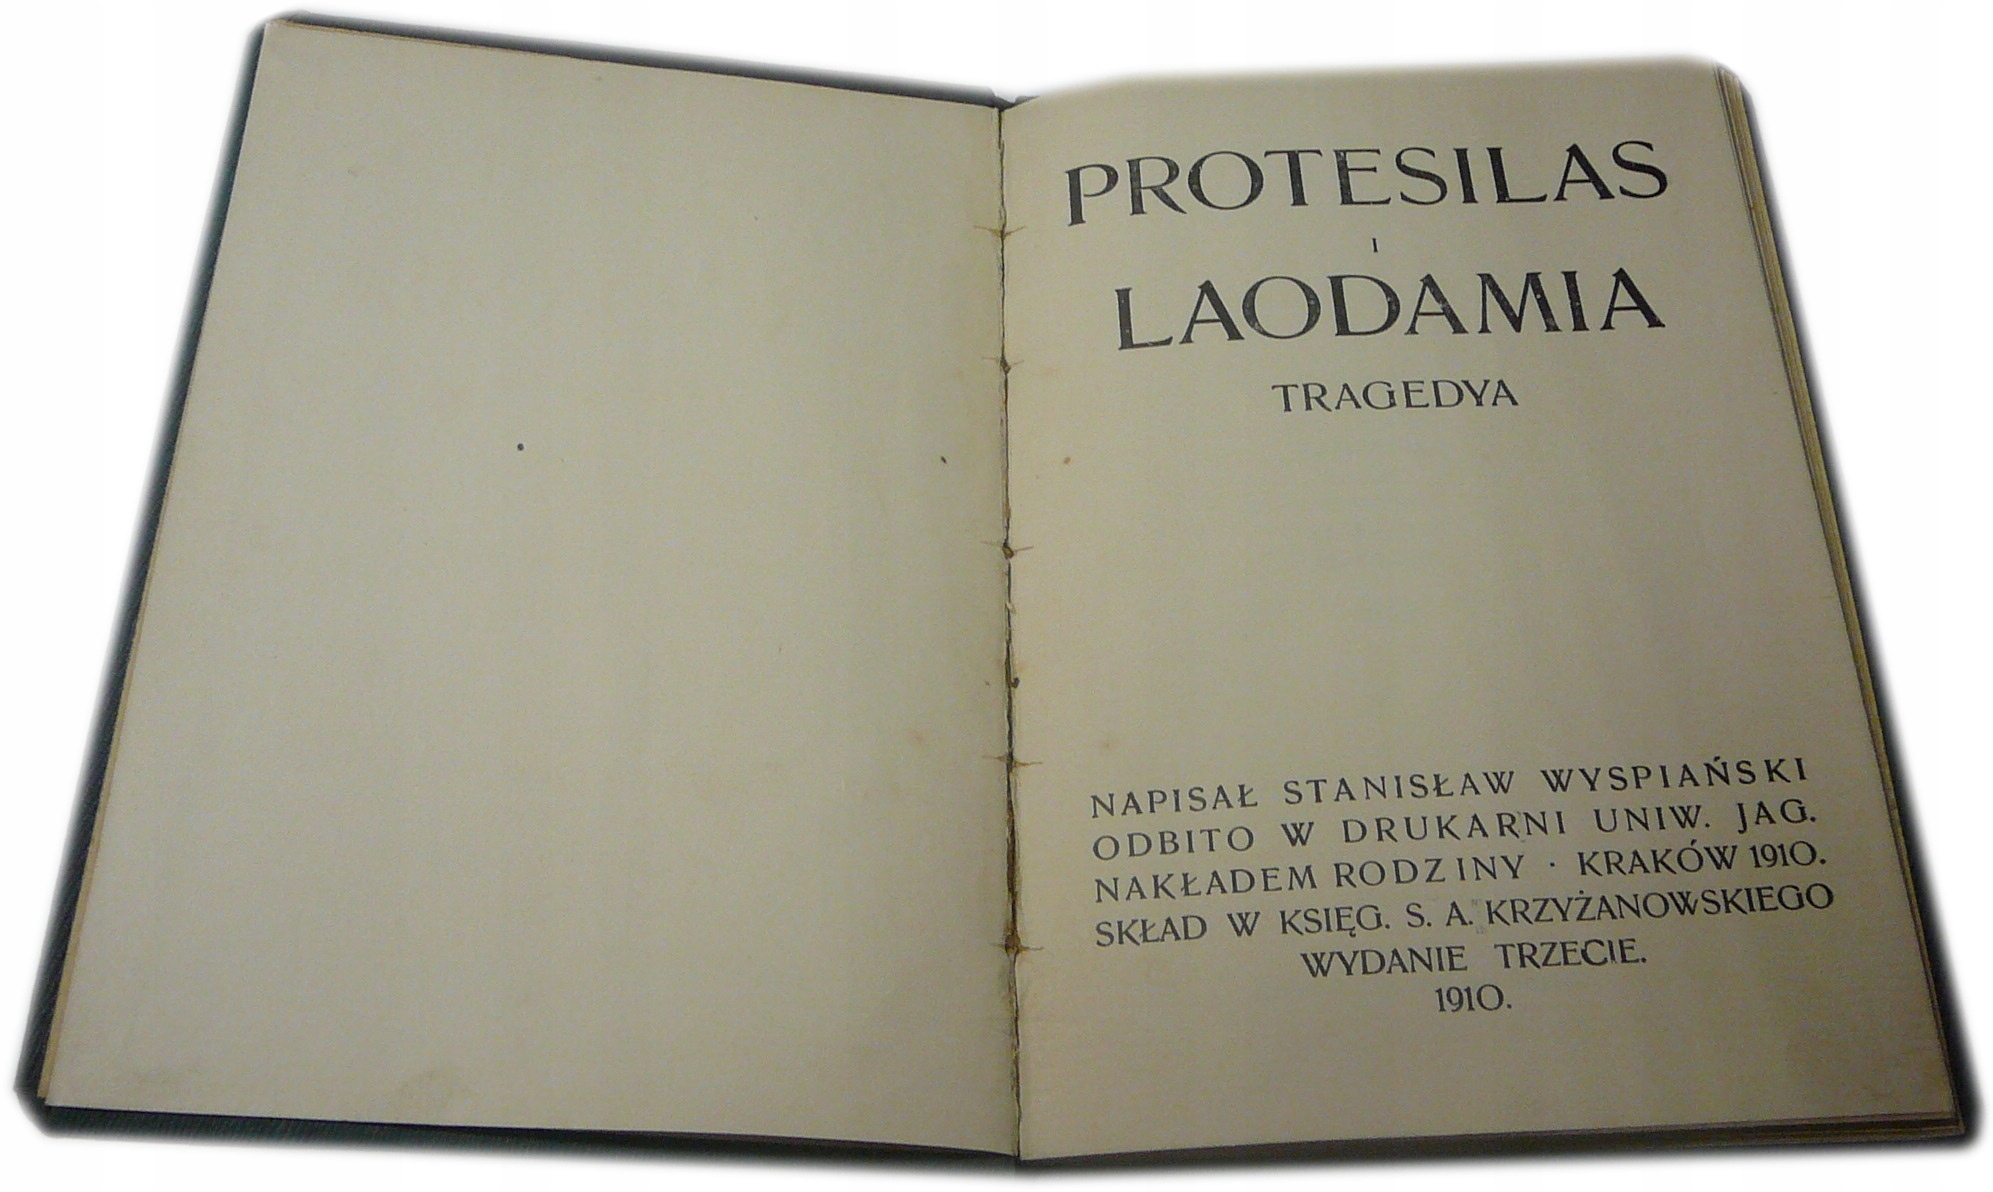 PROTESILAS
I
LAODAMIA
TRAGEDYA
NAPISAŁ STANISŁAW WYSPIAŃSKI
ODBITO W DRUKARNI UNIW. JAG.
NAKŁADEM RODZINY · KRAKÓW 1910.
SKŁAD W KSIĘG. S. A. KRZYŻANOWSKIEGO
WYDANIE TRZECIE.
1910.